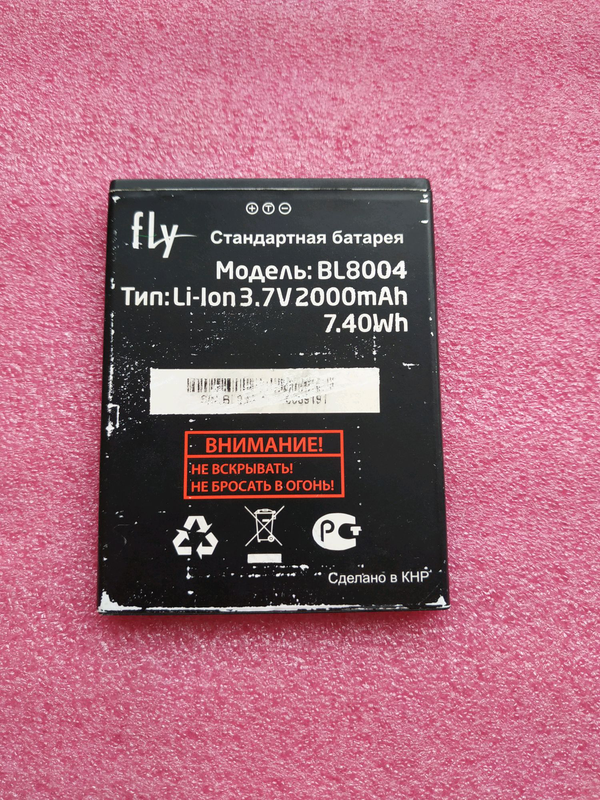 fly Стандартная батарея
Модель: BL8004
Тип: Li-Ion 3.7V 2000mAh
7.40Wh
ВНИМАНИЕ!
НЕ ВСКРЫВАТЬ!
НЕ БРОСАТЬ В ОГОНЬ!
Сделано в КНР